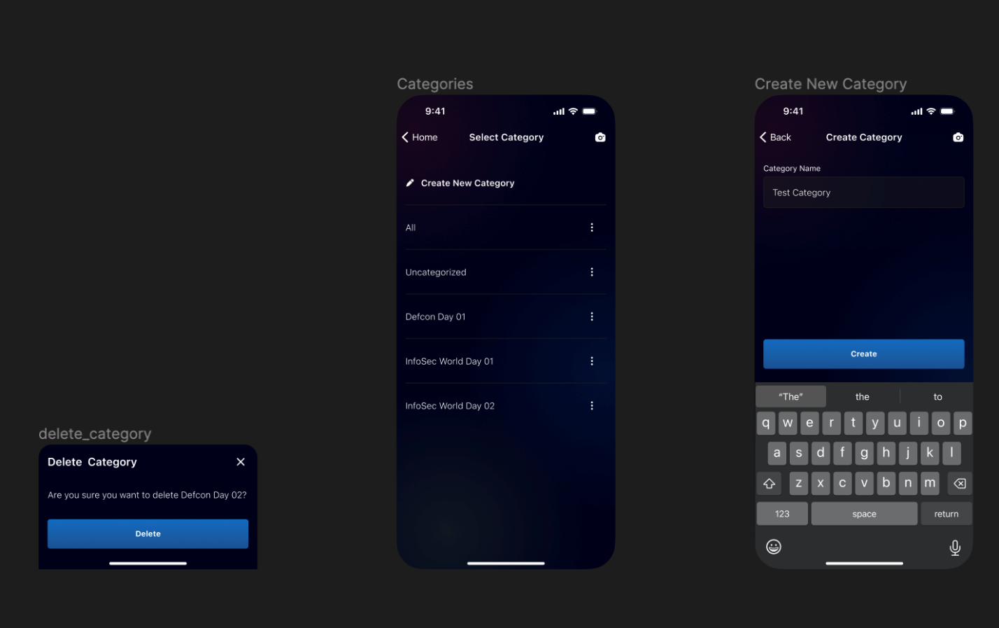 delete_category
Delete Category
Are you sure you want to delete Defcon Day 02?
Delete
Categories
9:41
Home
Select Category
Create New Category
All
Uncategorized
Defcon Day 01
InfoSec World Day 01
InfoSec World Day 02
Create New Category
9:41
Back
Create Category
Category Name
Test Category
Create
“The” the to
q w e r t y u i o p
a s d f g h j k l
z x c v b n m
123 space return